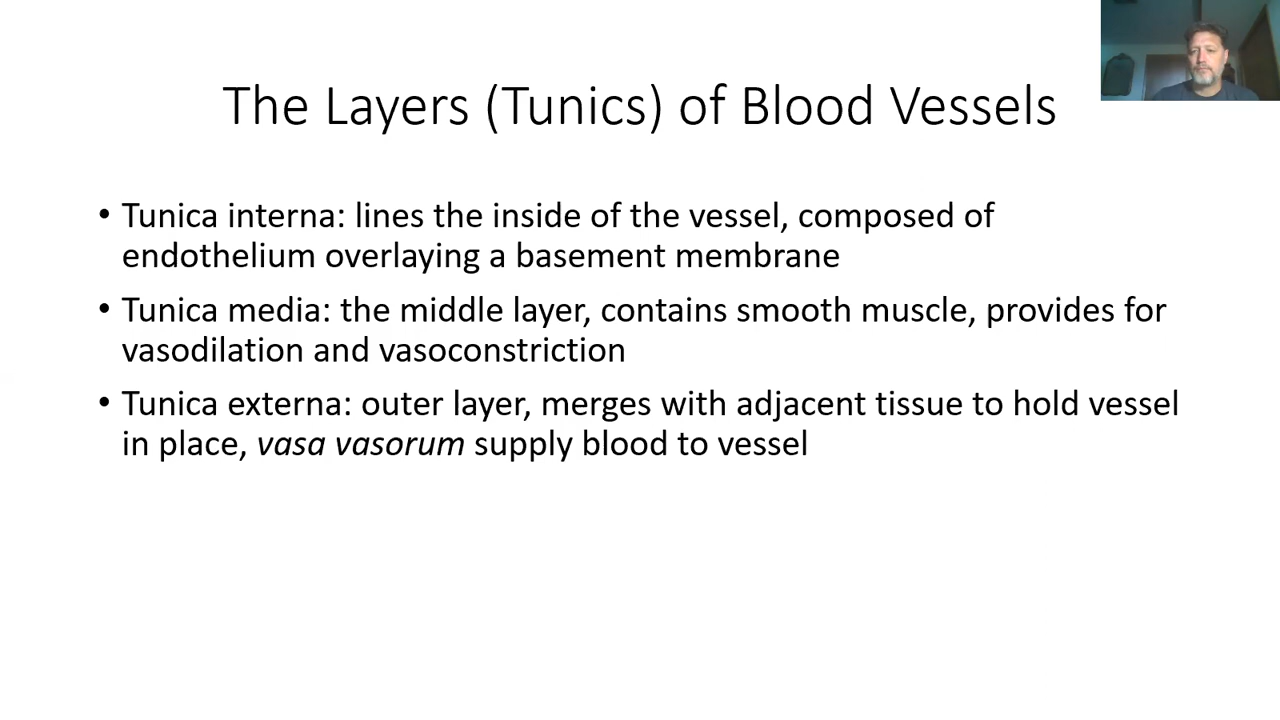 The Layers (Tunics) of Blood Vessels
• Tunica interna: lines the inside of the vessel, composed of
endothelium overlaying a basement membrane
• Tunica media: the middle layer, contains smooth muscle, provides for
vasodilation and vasoconstriction
• Tunica externa: outer layer, merges with adjacent tissue to hold vessel
in place, vasa vasorum supply blood to vessel